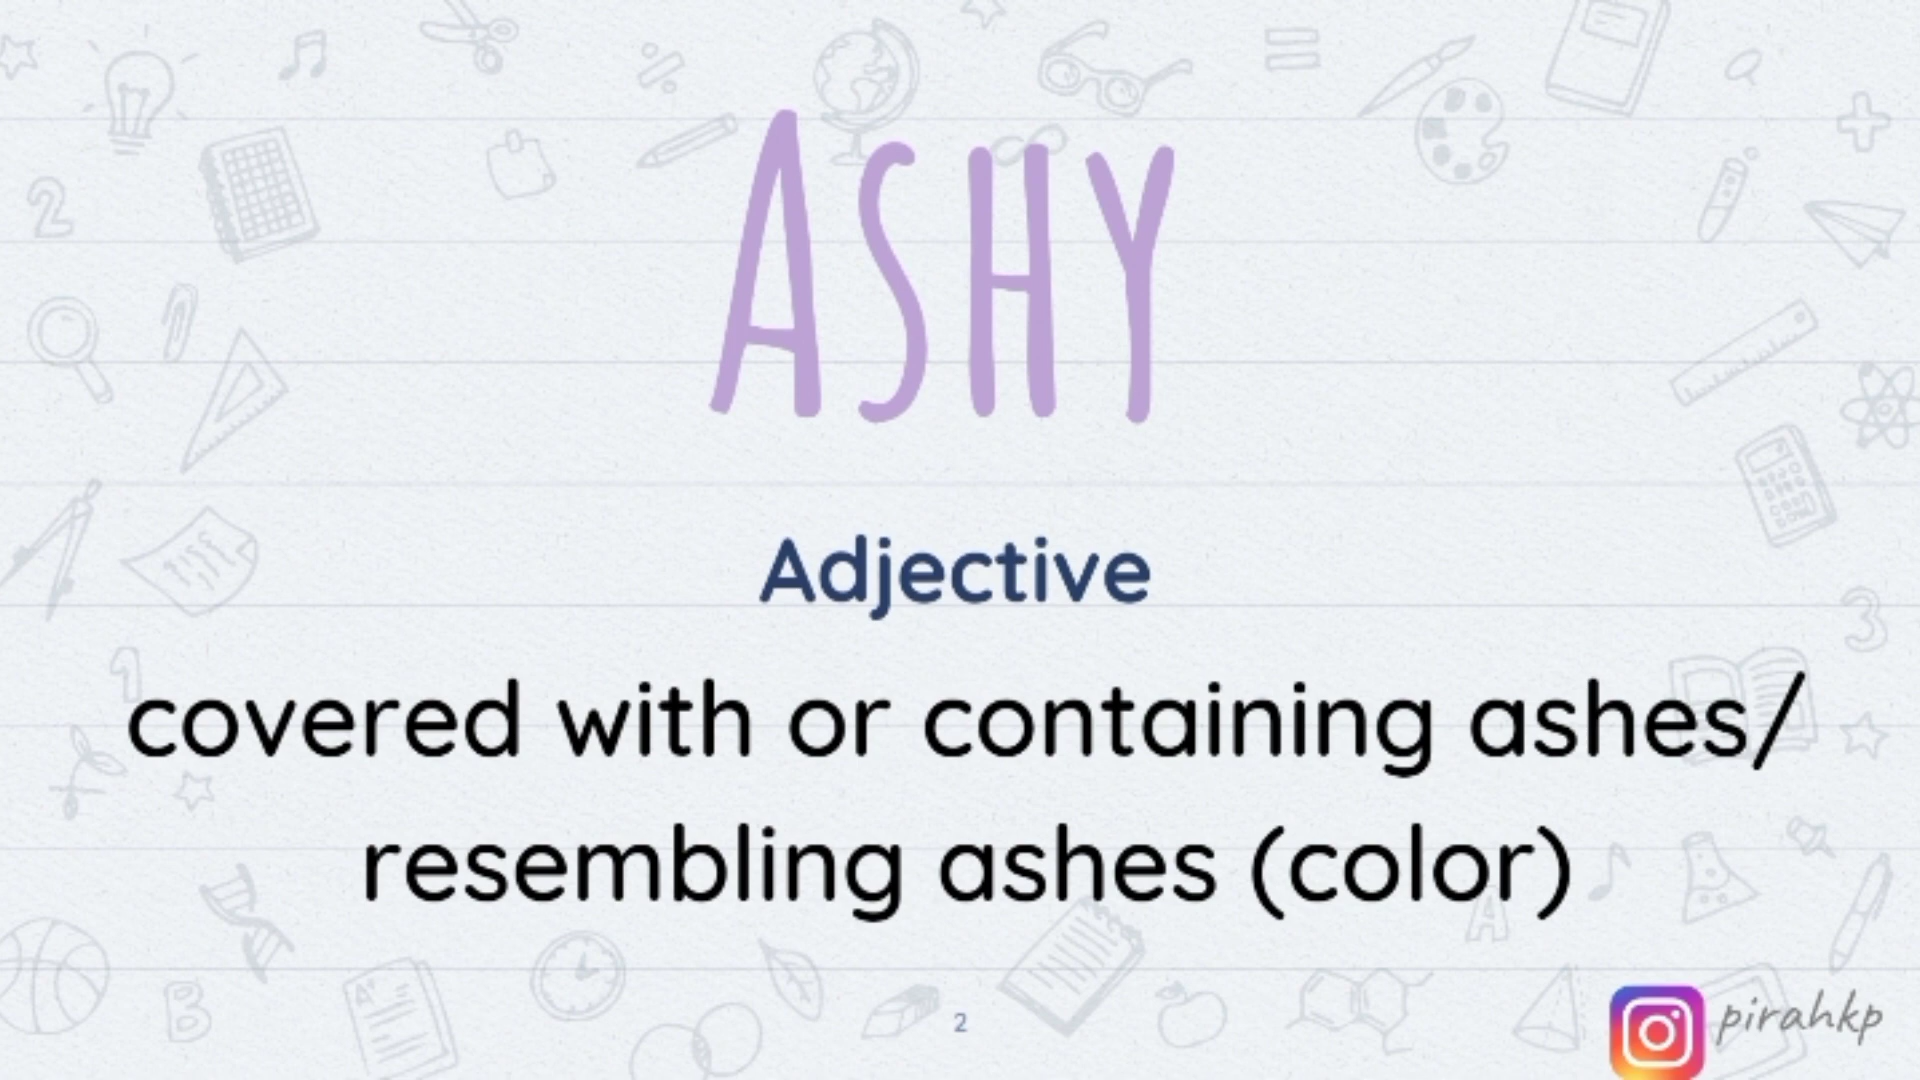 ASHY
Adjective
covered with or containing ashes/
resembling ashes (color)
2
pirahkp